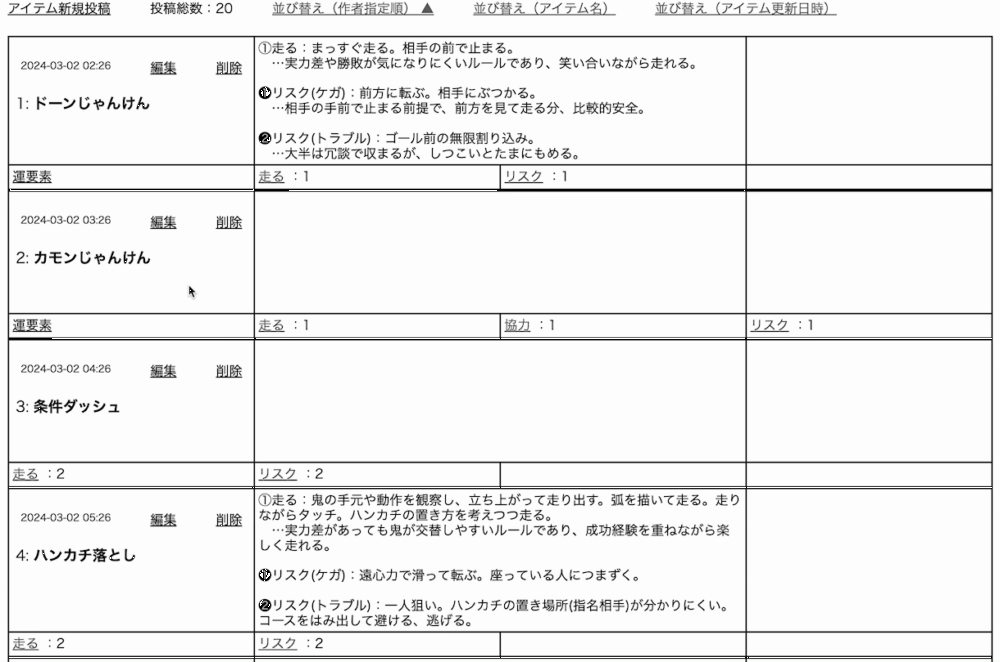 アイテム新規投稿 投稿総数：20 並び替え（作者指定順）▲ 並び替え（アイテム名） 並び替え（アイテム更新日時）
2024-03-02 02:26 編集 削除
1: ドーンじゃんけん
①走る：まっすぐ走る。相手の前で止まる。
…実力差や勝敗が気になりにくいルールであり、笑い合いながら走れる。
リスク(ケガ)：前方に転ぶ。相手にぶつかる。
…相手の手前で止まる前提で、前方を見て走る分、比較的安全。
リスク(トラブル)：ゴール前の無限割り込み。
…大半は冗談で収まるが、しつこいとたまにもめる。
運要素 走る ：1 リスク ：1
2024-03-02 03:26 編集 削除
2: カモンじゃんけん
運要素 走る ：1 協力 ：1 リスク ：1
2024-03-02 04:26 編集 削除
3: 条件ダッシュ
走る ：2 リスク ：2
2024-03-02 05:26 編集 削除
4: ハンカチ落とし
①走る：鬼の手元や動作を観察し、立ち上がって走り出す。弧を描いて走る。走り
ながらタッチ。ハンカチの置き方を考えつつ走る。
…実力差があっても鬼が交替しやすいルールであり、成功経験を重ねながら楽
しく走れる。
リスク(ケガ)：遠心力で滑って転ぶ。座っている人につまずく。
リスク(トラブル)：一人狙い。ハンカチの置き場所(指名相手)が分かりにくい。
コースをはみ出して避ける、逃げる。
走る ：2 リスク ：2